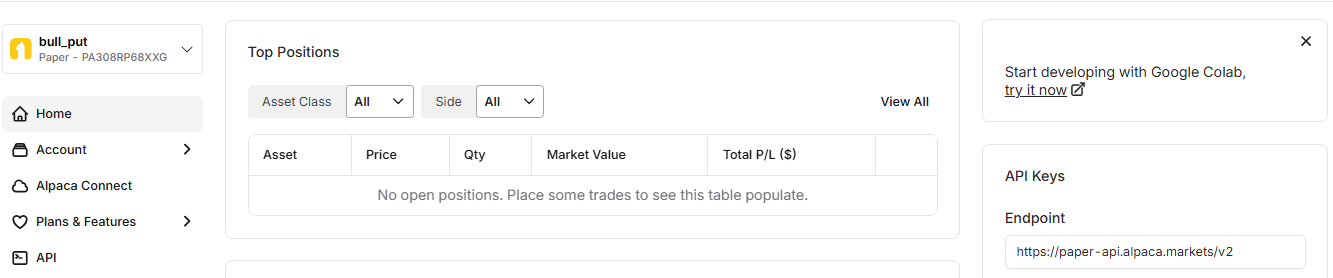 bull_put
Paper - PA308RP68XXG
Home
Account
Alpaca Connect
Plans & Features
API
Top Positions
Asset Class All Side All View All
Asset Price Qty Market Value Total P/L ($)
No open positions. Place some trades to see this table populate.
Start developing with Google Colab,
try it now
API Keys
Endpoint
https://paper-api.alpaca.markets/v2